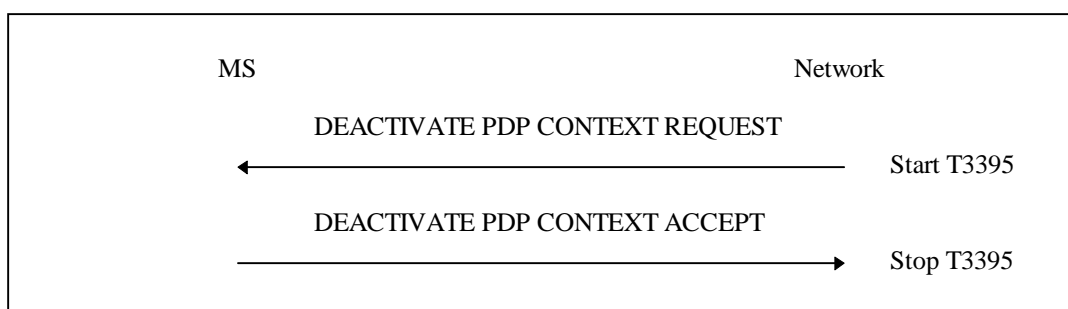 MS Network
DEACTIVATE PDP CONTEXT REQUEST
Start T3395
DEACTIVATE PDP CONTEXT ACCEPT
Stop T3395